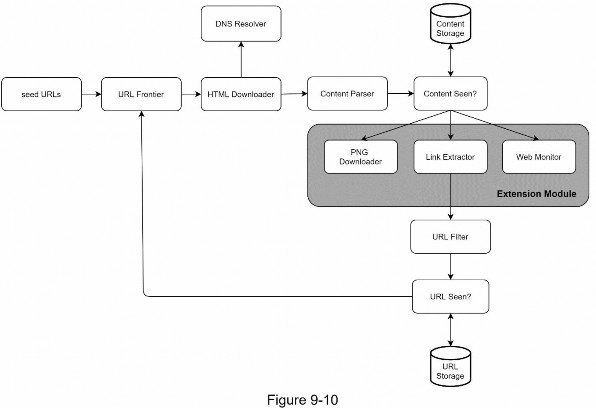 DNS Resolver
Content
Storage
seed URLs
URL Frontier
HTML Downloader
Content Parser
Content Seen?
PNG
Downloader
Link Extractor
Web Monitor
Extension Module
URL Filter
URL Seen?
URL
Storage
Figure 9-10